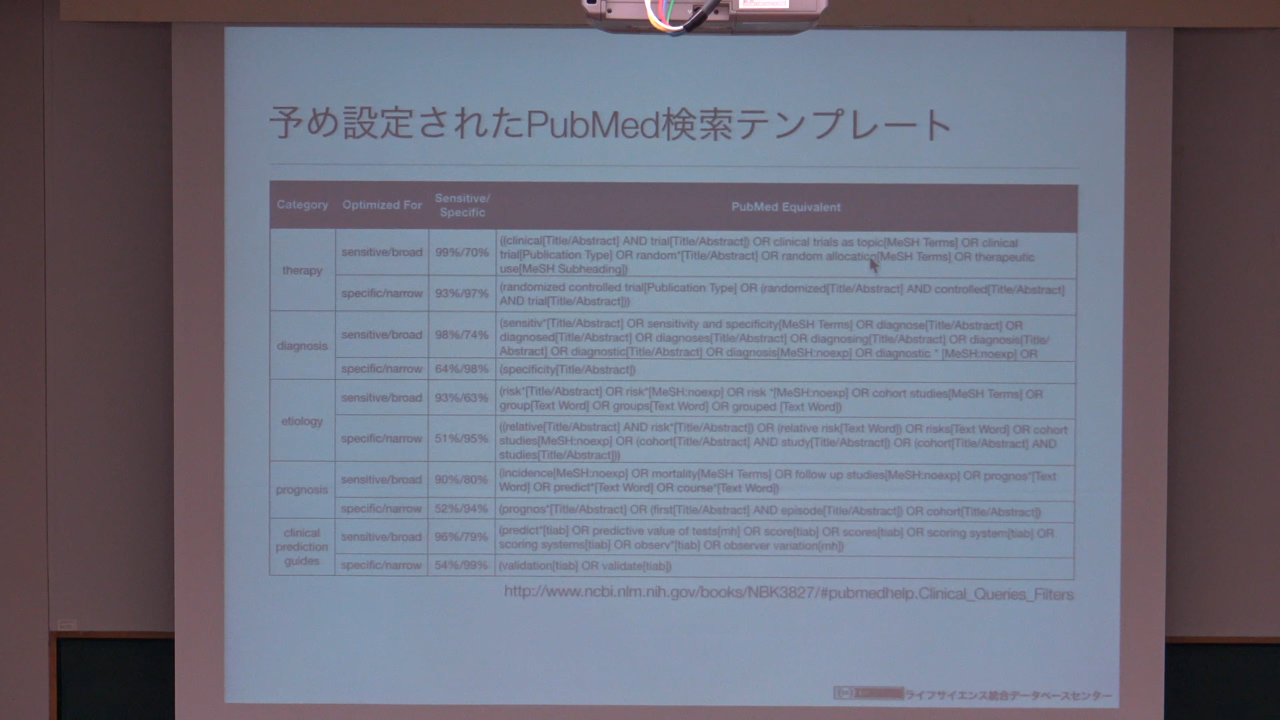 予め設定されたPubMed検索テンプレート
Category Optimized For Sensitive/ Specific PubMed Equivalent
therapy
sensitive/broad 99%/70% ((clinical[Title/Abstract] AND trial[Title/Abstract]) OR clinical trials as topic[MeSH Terms] OR clinical
trial[Publication Type] OR random*[Title/Abstract] OR random allocation[MeSH Terms] OR therapeutic
use[MeSH Subheading])
specific/narrow 93%/97% (randomized controlled trial[Publication Type] OR (randomized[Title/Abstract] AND controlled[Title/Abstract]
AND trial[Title/Abstract]))
diagnosis
sensitive/broad 98%/74% (sensitiv*[Title/Abstract] OR sensitivity and specificity[MeSH Terms] OR diagnose[Title/Abstract] OR
diagnosed[Title/Abstract] OR diagnoses[Title/Abstract] OR diagnosing[Title/Abstract] OR diagnosis[Title/
Abstract] OR diagnostic[Title/Abstract] OR diagnosis[MeSH:noexp] OR diagnostic * [MeSH:noexp] OR
specific/narrow 64%/98% (specificity[Title/Abstract])
etiology
sensitive/broad 93%/63% (risk*[Title/Abstract] OR risk*[MeSH:noexp] OR risk *[MeSH:noexp] OR cohort studies[MeSH Terms] OR
group[Text Word] OR groups[Text Word] OR grouped [Text Word])
specific/narrow 51%/95% ((relative[Title/Abstract] AND risk*[Title/Abstract]) OR (relative risk[Text Word]) OR risks[Text Word] OR cohort
studies[MeSH:noexp] OR (cohort[Title/Abstract] AND study[Title/Abstract]) OR (cohort[Title/Abstract] AND
studies[Title/Abstract]))
prognosis
sensitive/broad 90%/80% (incidence[MeSH:noexp] OR mortality[MeSH Terms] OR follow up studies[MeSH:noexp] OR prognos*[Text
Word] OR predict*[Text Word] OR course*[Text Word])
specific/narrow 52%/94% (prognos*[Title/Abstract] OR (first[Title/Abstract] AND episode[Title/Abstract]) OR cohort[Title/Abstract])
clinical
prediction
guides
sensitive/broad 96%/79% (predict*[tiab] OR predictive value of tests[mh] OR score[tiab] OR scores[tiab] OR scoring system[tiab] OR
scoring systems[tiab] OR observ*[tiab] OR observer variation[mh])
specific/narrow 54%/99% (validation[tiab] OR validate[tiab])
http://www.ncbi.nlm.nih.gov/books/NBK3827/#pubmedhelp.Clinical_Queries_Filters
ライフサイエンス統合データベースセンター